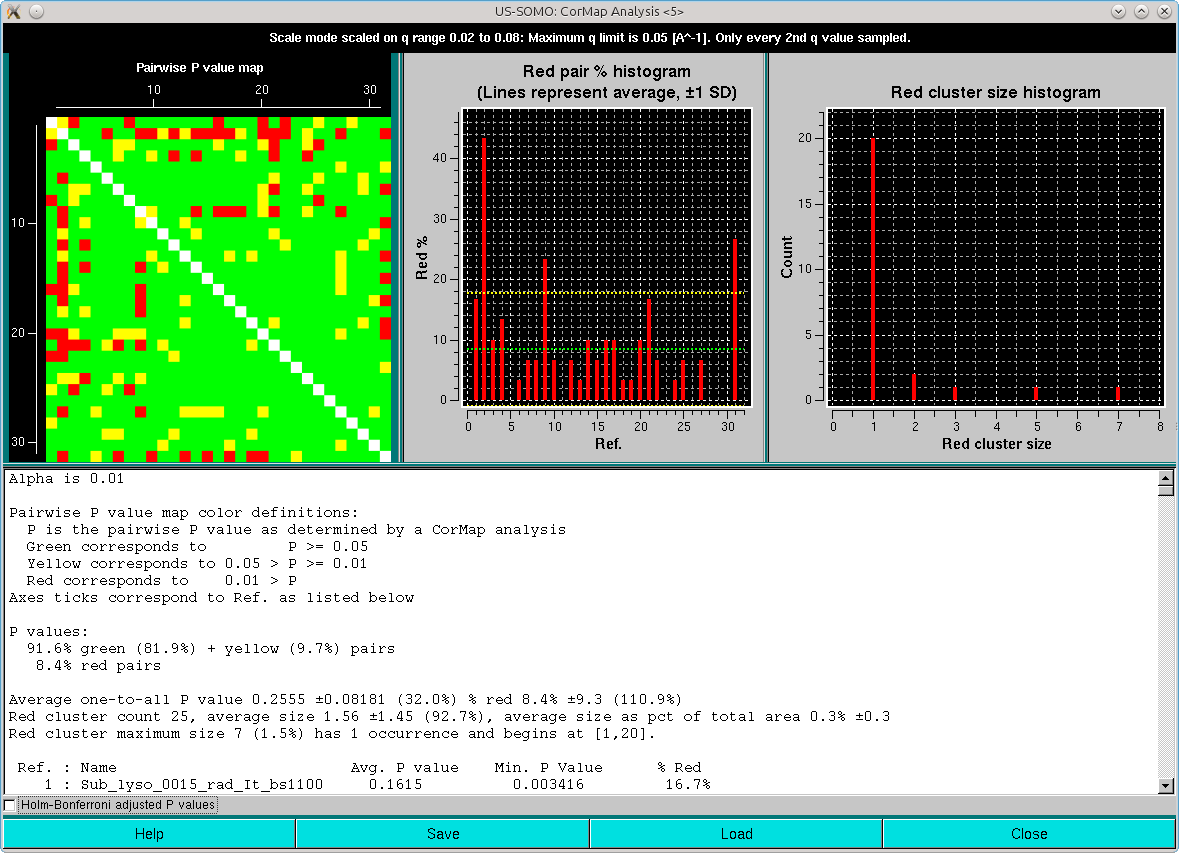 US-SOMO: CorMap Analysis <5>
Scale mode scaled on q range 0.02 to 0.08: Maximum q limit is 0.05 [A^-1]. Only every 2nd q value sampled.
Pairwise P value map
10 20 30
10
20
30
Red pair % histogram
(Lines represent average, ±1 SD)
Red %
40
30
20
10
0
0 5 10 15 20 25 30
Ref.
Red cluster size histogram
Count
20
15
10
5
0
0 1 2 3 4 5 6 7 8
Red cluster size
Alpha is 0.01
Pairwise P value map color definitions:
P is the pairwise P value as determined by a CorMap analysis
Green corresponds to P >= 0.05
Yellow corresponds to 0.05 > P >= 0.01
Red corresponds to 0.01 > P
Axes ticks correspond to Ref. as listed below
P values:
91.6% green (81.9%) + yellow (9.7%) pairs
8.4% red pairs
Average one-to-all P value 0.2555 ±0.08181 (32.0%) % red 8.4% ±9.3 (110.9%)
Red cluster count 25, average size 1.56 ±1.45 (92.7%), average size as pct of total area 0.3% ±0.3
Red cluster maximum size 7 (1.5%) has 1 occurrence and begins at [1,20].
Ref. : Name Avg. P value Min. P Value % Red
1 : Sub_lyso_0015_rad_It_bs1100 0.1615 0.003416 16.7%
Holm-Bonferroni adjusted P values
Help Save Load Close